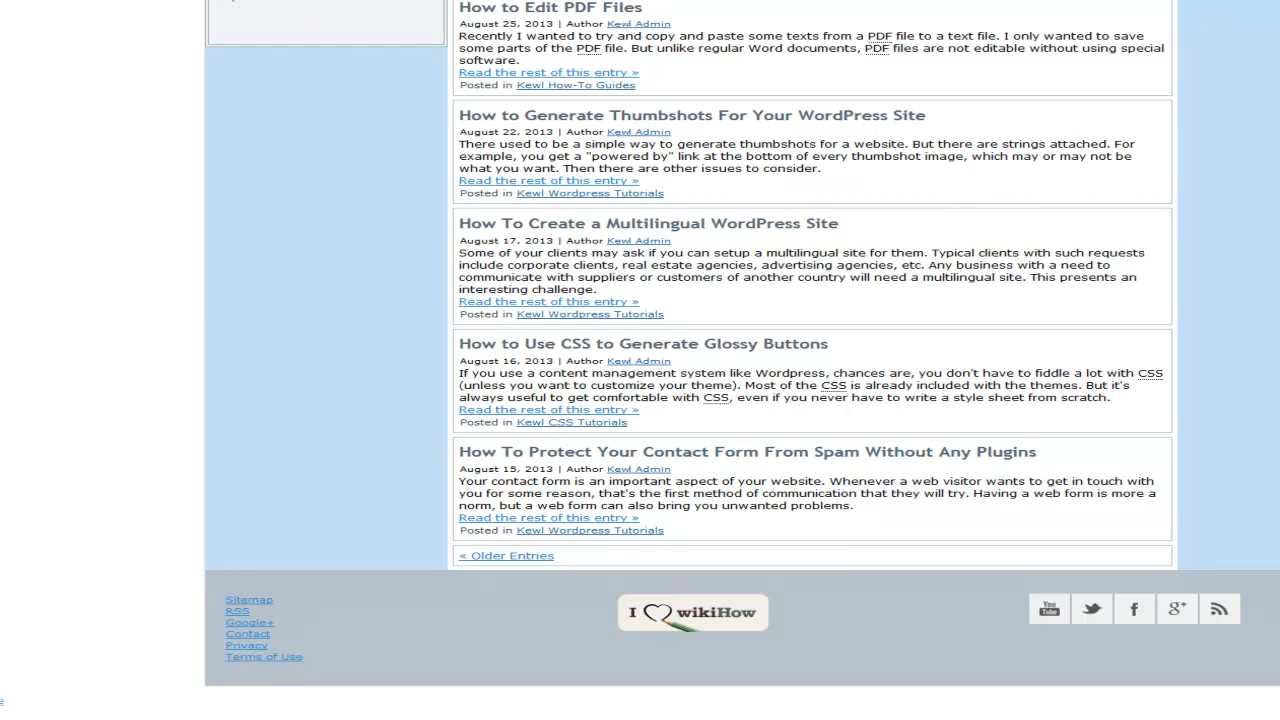 How to Edit PDF Files
August 25, 2013 | Author Kewl Admin
Recently I wanted to try and copy and paste some texts from a PDF file to a text file. I only wanted to save
some parts of the PDF file. But unlike regular Word documents, PDF files are not editable without using special
software.
Read the rest of this entry »
Posted in Kewl How-To Guides
How to Generate Thumbshots For Your WordPress Site
August 22, 2013 | Author Kewl Admin
There used to be a simple way to generate thumbshots for a website. But there are strings attached. For
example, you get a "powered by" link at the bottom of every thumbshot image, which may or may not be
what you want. Then there are other issues to consider.
Read the rest of this entry »
Posted in Kewl Wordpress Tutorials
How To Create a Multilingual WordPress Site
August 17, 2013 | Author Kewl Admin
Some of your clients may ask if you can setup a multilingual site for them. Typical clients with such requests
include corporate clients, real estate agencies, advertising agencies, etc. Any business with a need to
communicate with suppliers or customers of another country will need a multilingual site. This presents an
interesting challenge.
Read the rest of this entry »
Posted in Kewl Wordpress Tutorials
How to Use CSS to Generate Glossy Buttons
August 16, 2013 | Author Kewl Admin
If you use a content management system like Wordpress, chances are, you don't have to fiddle a lot with CSS
(unless you want to customize your theme). Most of the CSS is already included with the themes. But it's
always useful to get comfortable with CSS, even if you never have to write a style sheet from scratch.
Read the rest of this entry »
Posted in Kewl CSS Tutorials
How To Protect Your Contact Form From Spam Without Any Plugins
August 15, 2013 | Author Kewl Admin
Your contact form is an important aspect of your website. Whenever a web visitor wants to get in touch with
you for some reason, that's the first method of communication that they will try. Having a web form is more a
norm, but a web form can also bring you unwanted problems.
Read the rest of this entry »
Posted in Kewl Wordpress Tutorials
« Older Entries
Sitemap
RSS
Google+
Contact
Privacy
Terms of Use
I wikiHow
You Tube
f
g+